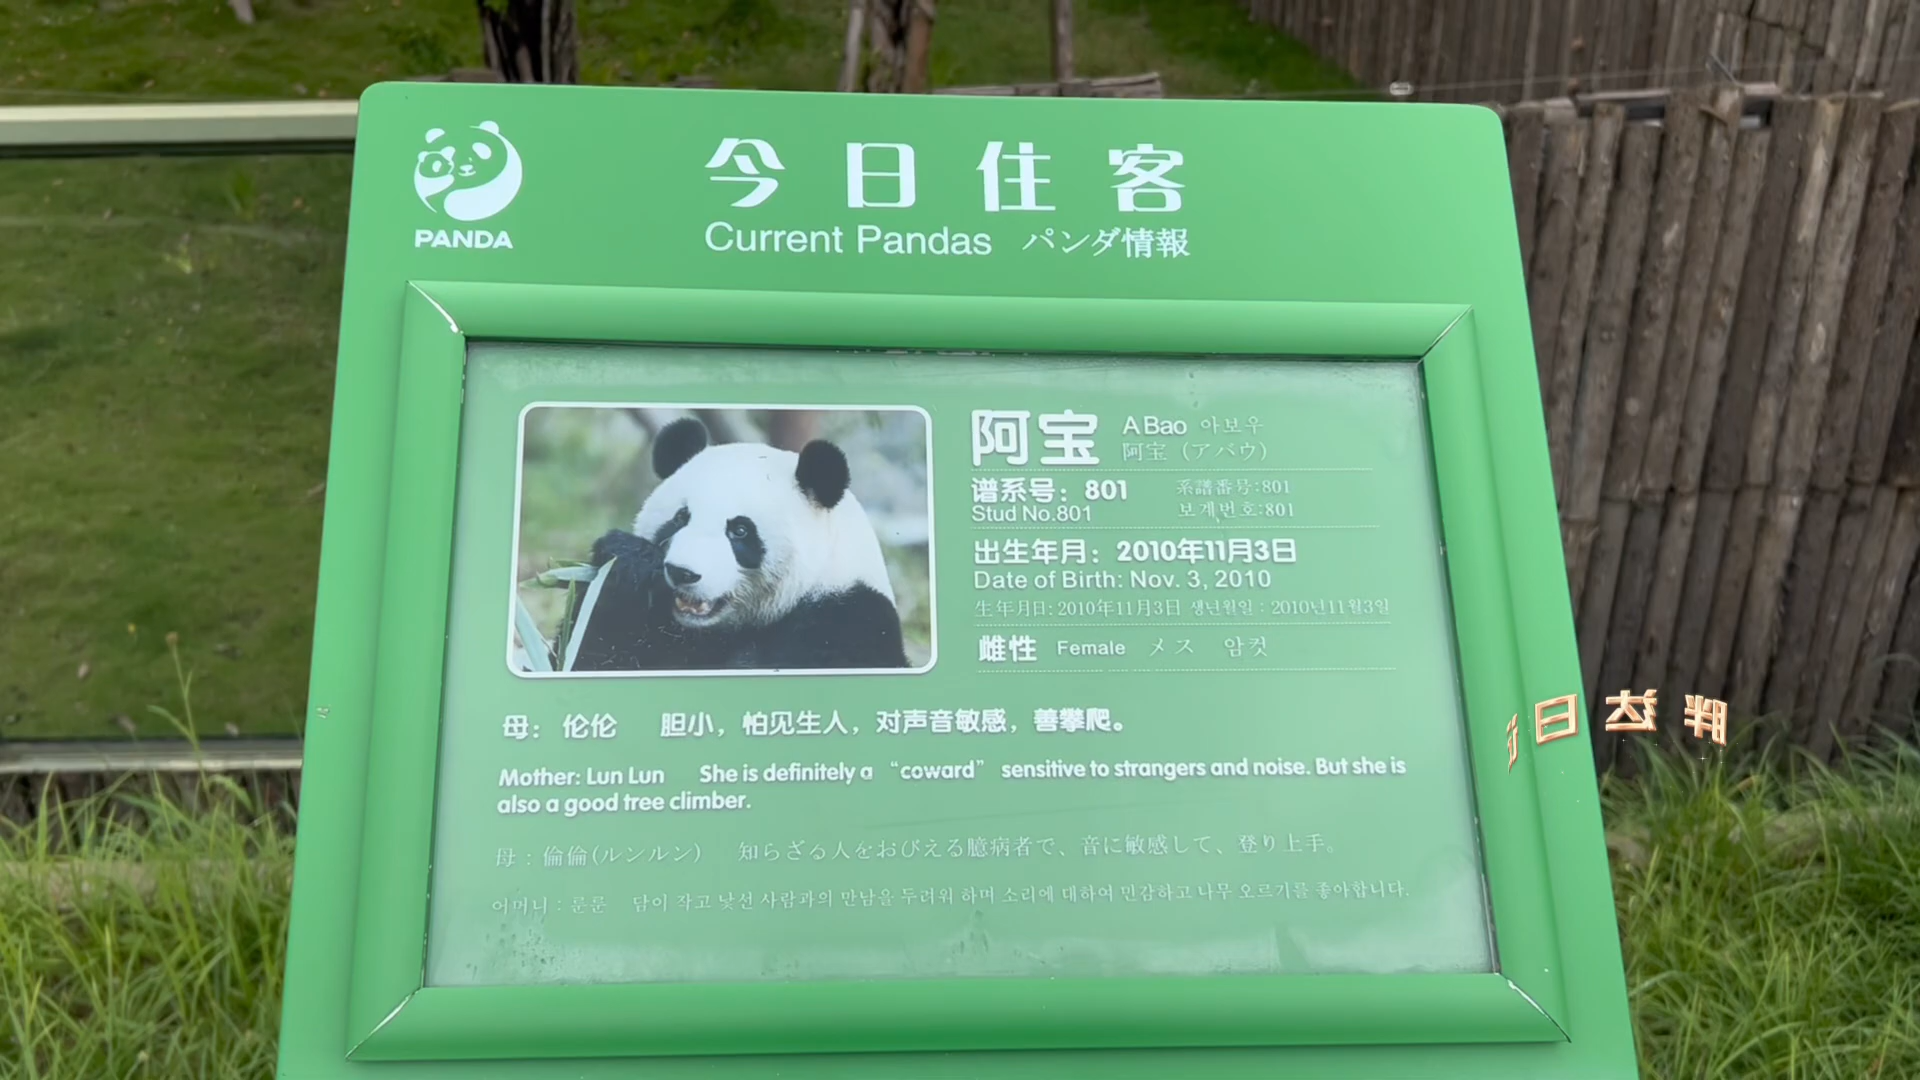 PANDA
今日住客
Current Pandas パンダ情報
阿宝 A Bao 아보우
阿宝（アバウ）
谱系号：801 系譜番号:801
Stud No.801 보계번호:801
出生年月：2010年11月3日
Date of Birth: Nov. 3, 2010
生年月日: 2010年11月3日 생년월일 : 2010년11월3일
雌性 Female メス 암컷
母：伦伦 胆小，怕见生人，对声音敏感，善攀爬。
Mother: Lun Lun She is definitely a “coward” sensitive to strangers and noise. But she is
also a good tree climber.
母 : 倫倫(ルンルン) 知らざる人をおびえる臆病者で、音に敏感して、登り上手。
어머니 : 룬룬 담이 작고 낯선 사람과의 만남을 두려워 하며 소리에 대하여 민감하고 나무 오르기를 좋아합니다.
胖达日